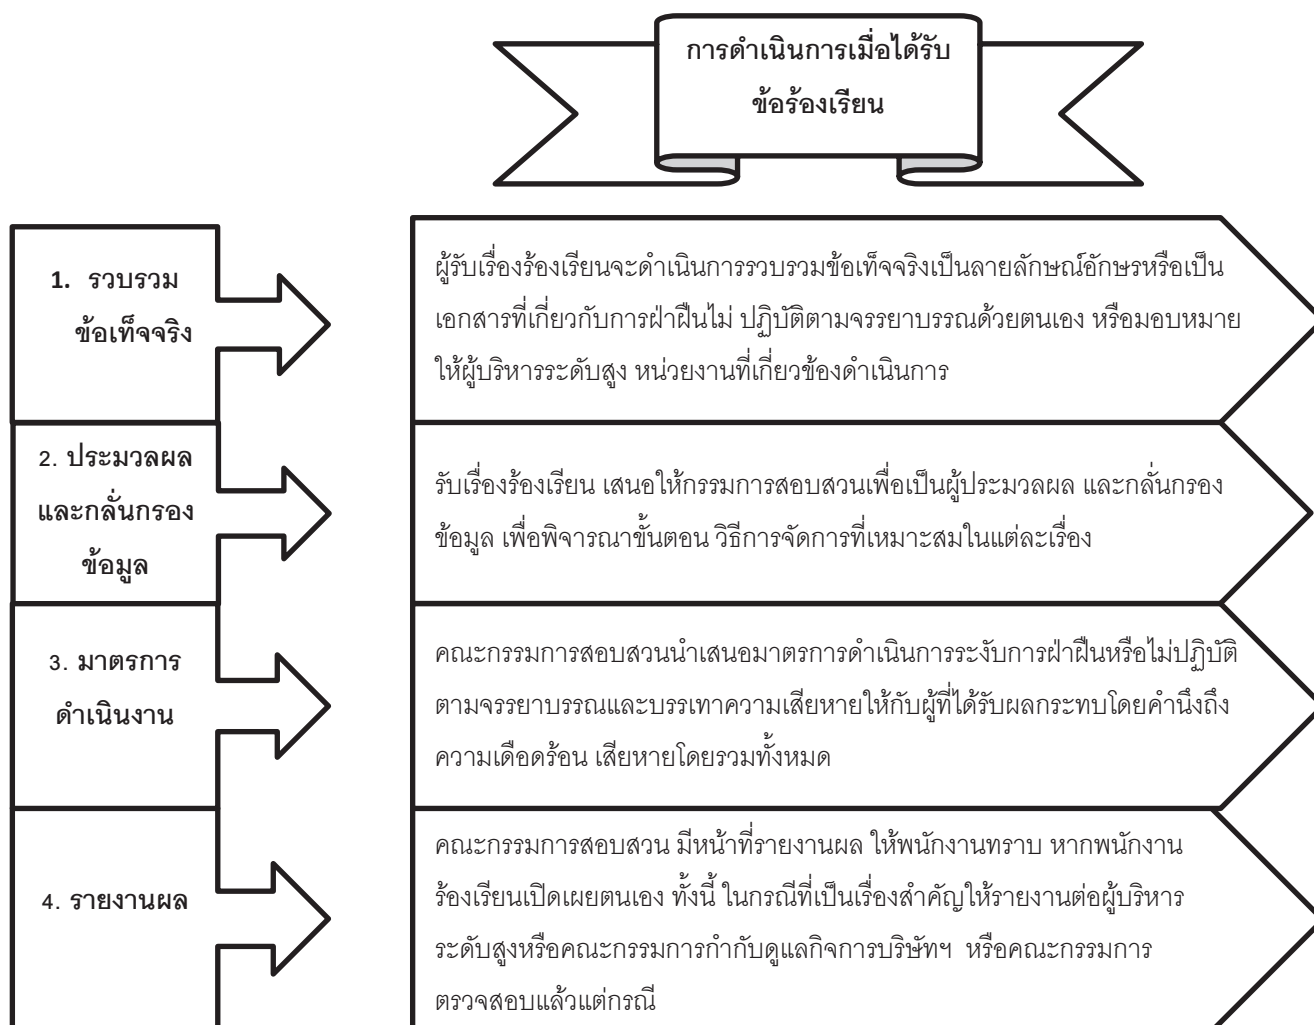 การดำเนินการเมื่อได้รับ
ข้อร้องเรียน
1. รวบรวม
ข้อเท็จจริง
ผู้รับเรื่องร้องเรียนจะดำเนินการรวบรวมข้อเท็จจริงเป็นลายลักษณ์อักษรหรือเป็น
เอกสารที่เกี่ยวกับการฝ่าฝืนไม่ ปฏิบัติตามจรรยาบรรณด้วยตนเอง หรือมอบหมาย
ให้ผู้บริหารระดับสูง หน่วยงานที่เกี่ยวข้องดำเนินการ
2. ประมวลผล
และกลั่นกรอง
ข้อมูล
รับเรื่องร้องเรียน เสนอให้กรรมการสอบสวนเพื่อเป็นผู้ประมวลผล และกลั่นกรอง
ข้อมูล เพื่อพิจารณาขั้นตอน วิธีการจัดการที่เหมาะสมในแต่ละเรื่อง
3. มาตรการ
ดำเนินงาน
คณะกรรมการสอบสวนนำเสนอมาตรการดำเนินการระงับการฝ่าฝืนหรือไม่ปฏิบัติ
ตามจรรยาบรรณและบรรเทาความเสียหายให้กับผู้ที่ได้รับผลกระทบโดยคำนึงถึง
ความเดือดร้อน เสียหายโดยรวมทั้งหมด
4. รายงานผล
คณะกรรมการสอบสวน มีหน้าที่รายงานผล ให้พนักงานทราบ หากพนักงาน
ร้องเรียนเปิดเผยตนเอง ทั้งนี้ ในกรณีที่เป็นเรื่องสำคัญให้รายงานต่อผู้บริหาร
ระดับสูงหรือคณะกรรมการกำกับดูแลกิจการบริษัทฯ หรือคณะกรรมการ
ตรวจสอบแล้วแต่กรณี